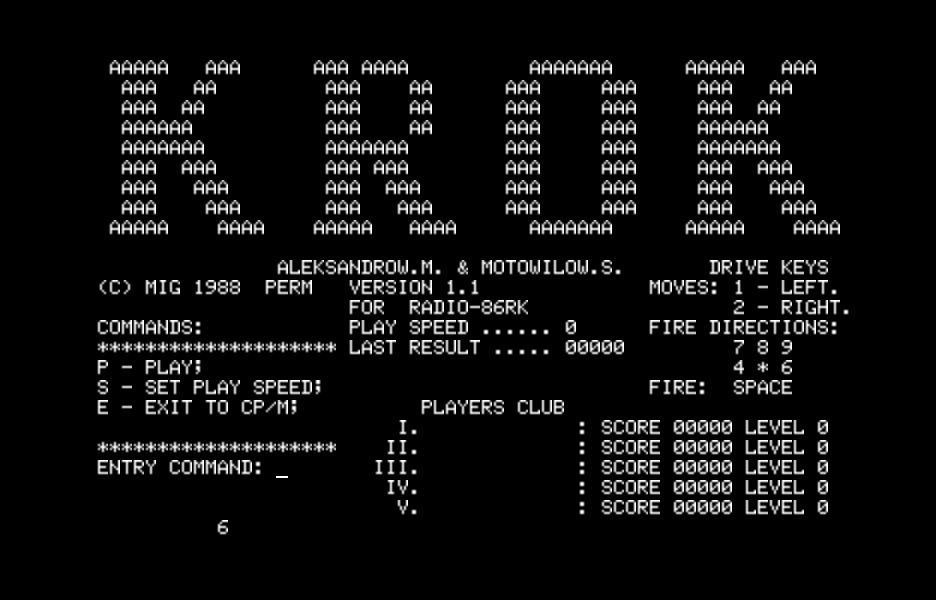 AAAAA   AAA      AAA AAAA          AAAAAAA      AAAAA   AAA
 AAA   AA         AAA    AA      AAA     AAA     AAA   AA
 AAA  AA          AAA    AA      AAA     AAA     AAA  AA
 AAAAAA           AAA    AA      AAA     AAA     AAAAAA
 AAAAAAA          AAAAAAA        AAA     AAA     AAAAAAA
 AAA  AAA         AAA AAA        AAA     AAA     AAA  AAA
 AAA   AAA        AAA  AAA       AAA     AAA     AAA   AAA
 AAA    AAA       AAA   AAA      AAA     AAA     AAA    AAA
AAAAA    AAAA    AAAAA   AAAA      AAAAAAA      AAAAA    AAAA
ALEKSANDROW.M. & MOTOWILOW.S.       DRIVE KEYS
(C) MIG 1988  PERM   VERSION 1.1              MOVES: 1 - LEFT.
FOR  RADIO-86RK                 2 - RIGHT.
COMMANDS:            PLAY SPEED ...... 0      FIRE DIRECTIONS:
******************** LAST RESULT ..... 00000         7 8 9
P - PLAY;                                            4 * 6
S - SET PLAY SPEED;                           FIRE:  SPACE
E - EXIT TO CP/M;          PLAYERS CLUB
I.             : SCORE 00000 LEVEL 0
********************    II.             : SCORE 00000 LEVEL 0
ENTRY COMMAND: _       III.             : SCORE 00000 LEVEL 0
IV.             : SCORE 00000 LEVEL 0
V.             : SCORE 00000 LEVEL 0
6